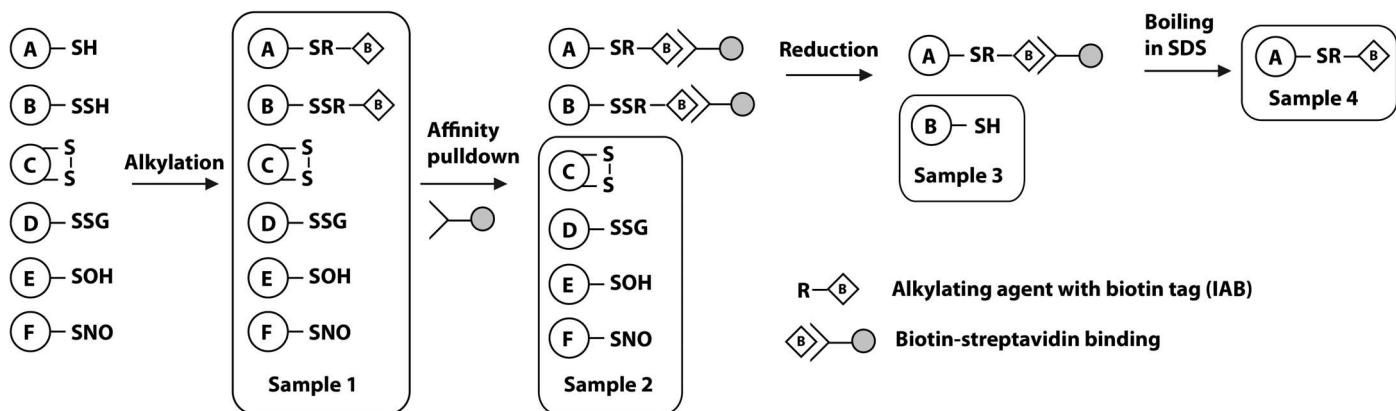 A SH
B SSH
C S S
D SSG
E SOH
F SNO
Alkylation
A SR B
B SSR B
C S S
D SSG
E SOH
F SNO
Sample 1
Affinity
pulldown
A SR B
B SSR B
C S S
D SSG
E SOH
F SNO
Sample 2
Reduction
A SR B
B SH
Sample 3
Boiling
in SDS
A SR B
Sample 4
R B Alkylating agent with biotin tag (IAB)
B Biotin-streptavidin binding